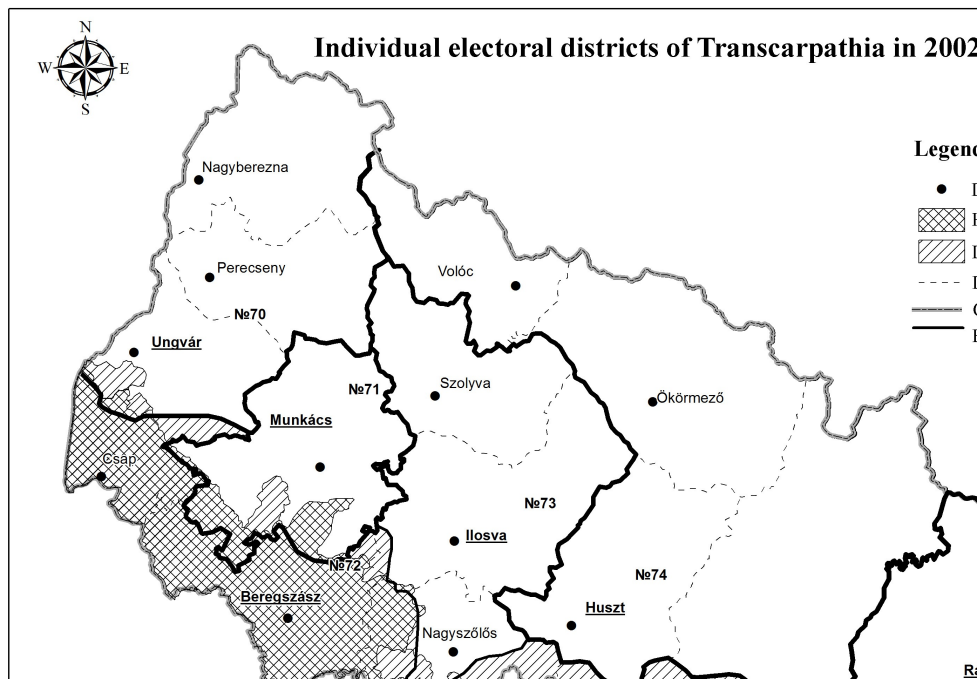 N
Individual electoral districts of Transcarpathia in 2002
W E
S
Legend
Nagyberezna
Perecseny
Volóc
№70
Ungvár
№71
Szolyva
Ökörmező
Munkács
Csap
№73
Ilosva
№72
№74
Beregszász
Huszt
Nagyszőlős